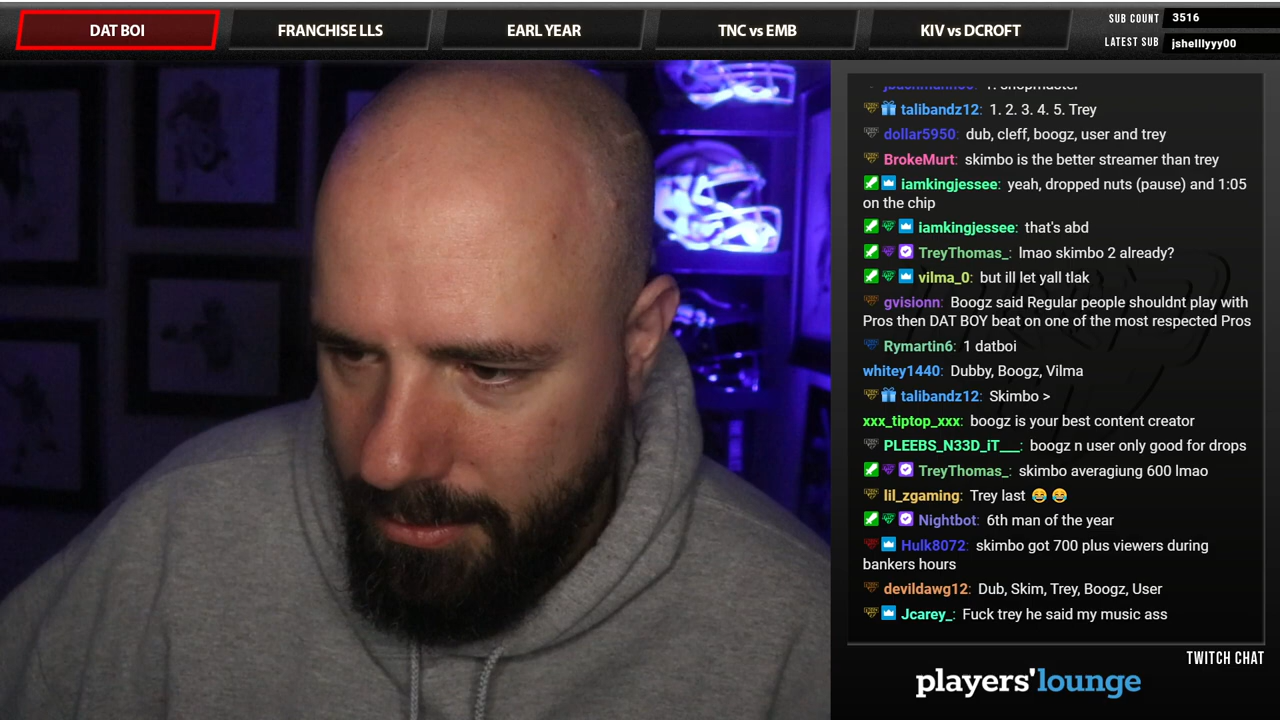 DAT BOI
FRANCHISE LLS
EARL YEAR
TNC vs EMB
KIV vs DCROFT
SUB COUNT 3516
LATEST SUB jshelllyyy00
talibandz12: 1. 2. 3. 4. 5. Trey
dollar5950: dub, cleff, boogz, user and trey
BrokeMurt: skimbo is the better streamer than trey
iamkingjessee: yeah, dropped nuts (pause) and 1:05
on the chip
iamkingjessee: that's abd
TreyThomas_: lmao skimbo 2 already?
vilma_0: but ill let yall tlak
gvisionn: Boogz said Regular people shouldnt play with
Pros then DAT BOY beat on one of the most respected Pros
Rymartin6: 1 datboi
whitey1440: Dubby, Boogz, Vilma
talibandz12: Skimbo >
xxx_tiptop_xxx: boogz is your best content creator
PLEEBS_N33D_iT___: boogz n user only good for drops
TreyThomas_: skimbo averagiung 600 lmao
lil_zgaming: Trey last 😂 😂
Nightbot: 6th man of the year
Hulk8072: skimbo got 700 plus viewers during
bankers hours
devildawg12: Dub, Skim, Trey, Boogz, User
Jcarey_: Fuck trey he said my music ass
TWITCH CHAT
players'lounge